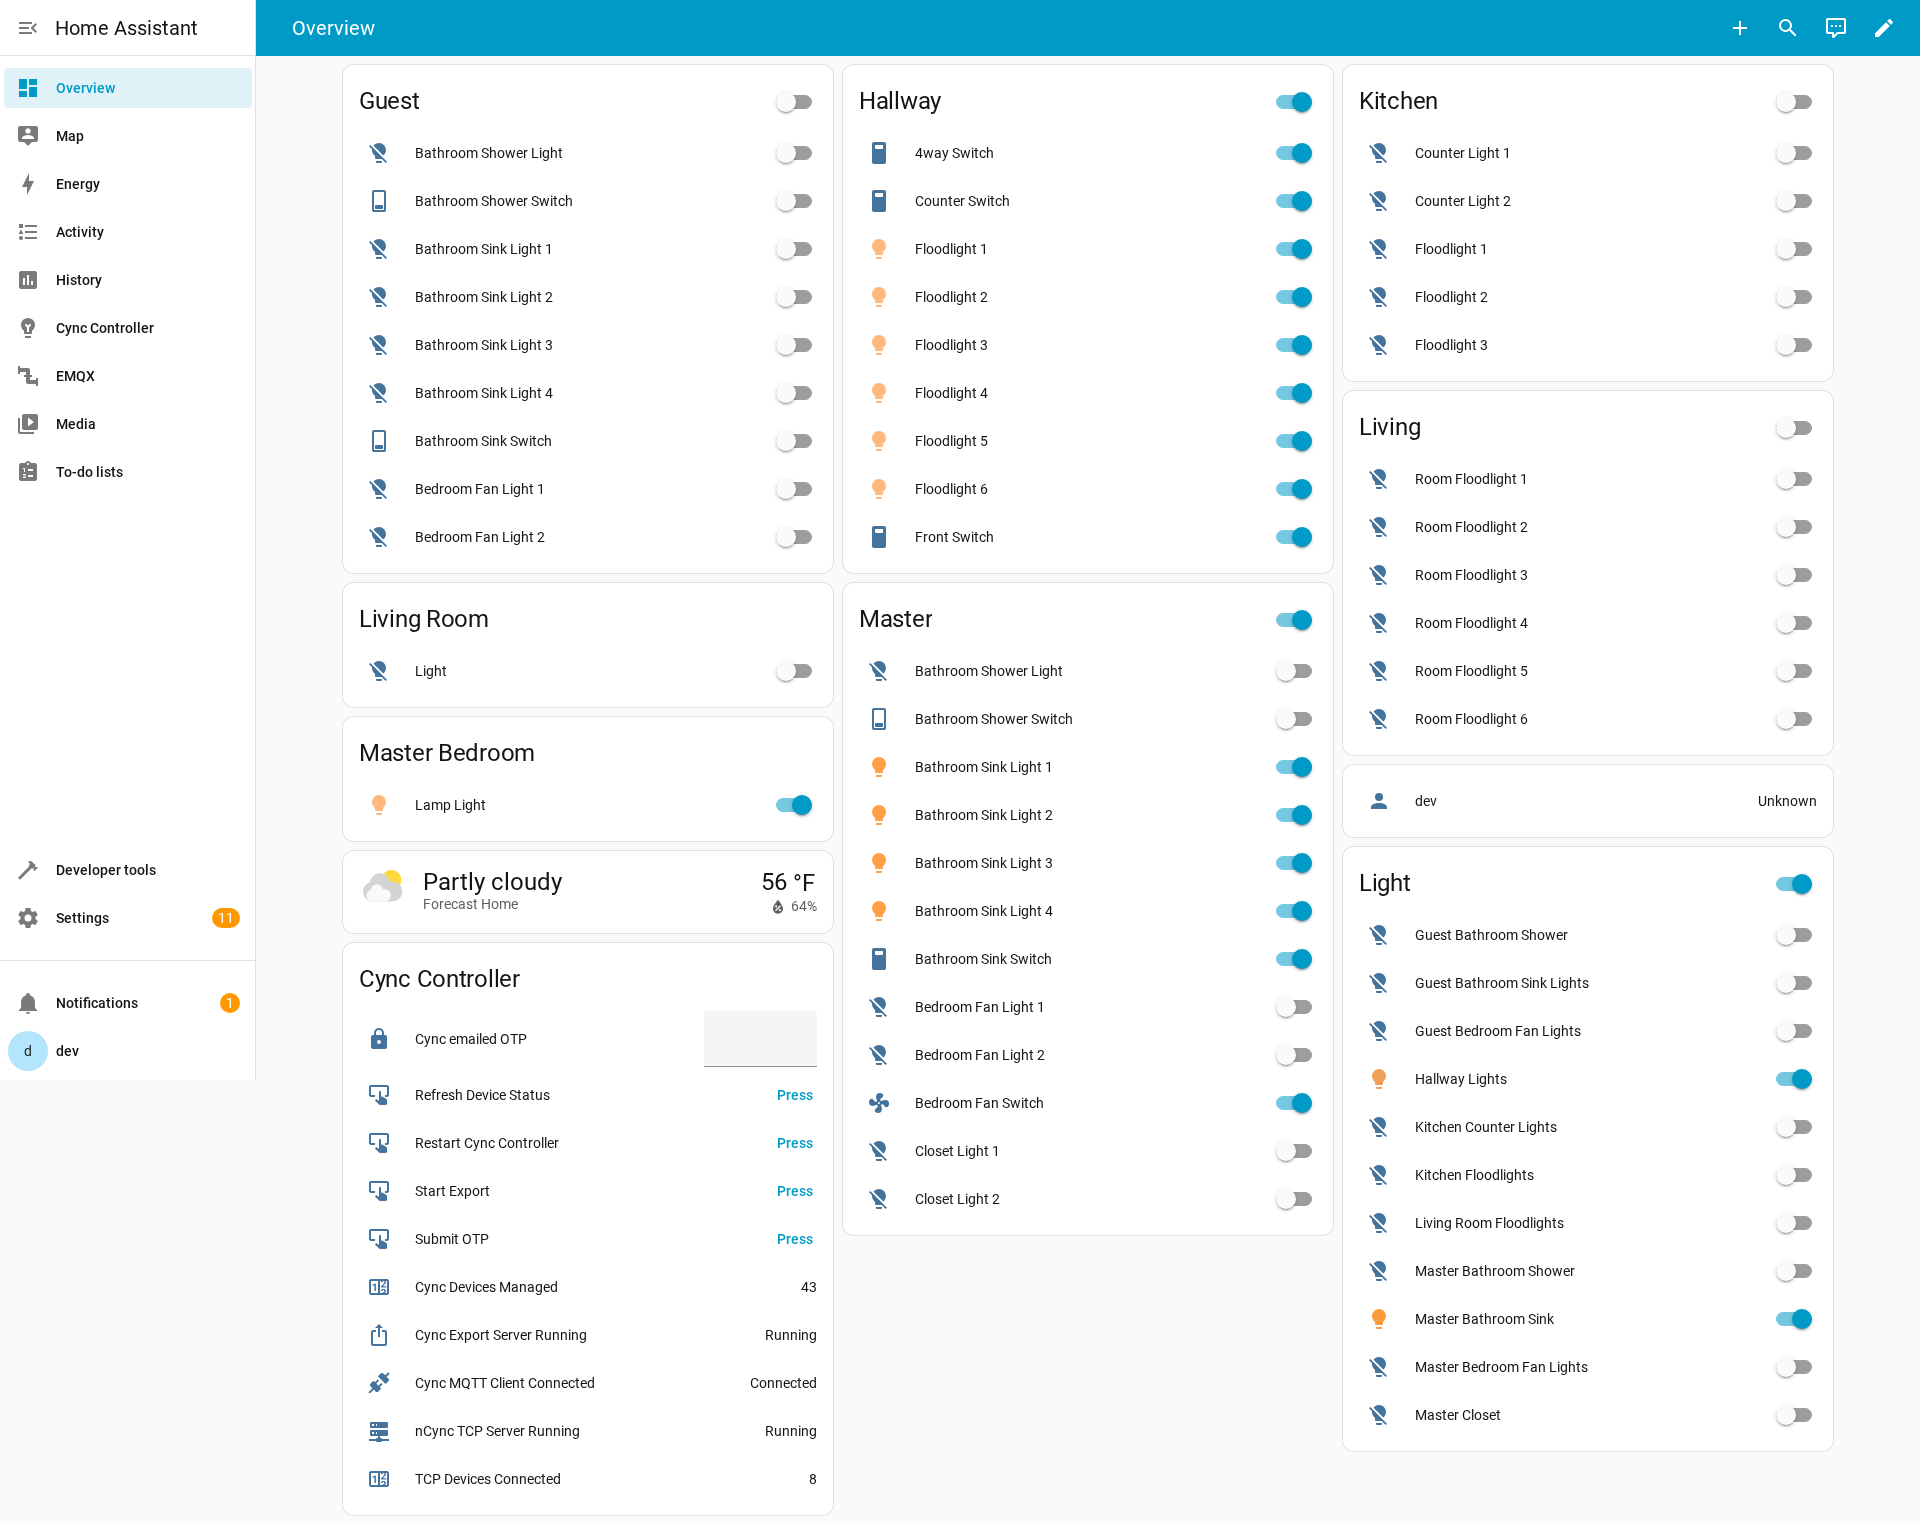 Home Assistant
Overview
Overview
Map
Energy
Activity
History
Cync Controller
EMQX
Media
To-do lists
Developer tools
Settings
11
Notifications
1
d
dev
Guest
Bathroom Shower Light
Bathroom Shower Switch
Bathroom Sink Light 1
Bathroom Sink Light 2
Bathroom Sink Light 3
Bathroom Sink Light 4
Bathroom Sink Switch
Bedroom Fan Light 1
Bedroom Fan Light 2
Living Room
Light
Master Bedroom
Lamp Light
Partly cloudy
56 °F
Forecast Home
64%
Cync Controller
Cync emailed OTP
Refresh Device Status Press
Restart Cync Controller Press
Start Export Press
Submit OTP Press
Cync Devices Managed 43
Cync Export Server Running Running
Cync MQTT Client Connected Connected
nCync TCP Server Running Running
TCP Devices Connected 8
Hallway
4way Switch
Counter Switch
Floodlight 1
Floodlight 2
Floodlight 3
Floodlight 4
Floodlight 5
Floodlight 6
Front Switch
Master
Bathroom Shower Light
Bathroom Shower Switch
Bathroom Sink Light 1
Bathroom Sink Light 2
Bathroom Sink Light 3
Bathroom Sink Light 4
Bathroom Sink Switch
Bedroom Fan Light 1
Bedroom Fan Light 2
Bedroom Fan Switch
Closet Light 1
Closet Light 2
Kitchen
Counter Light 1
Counter Light 2
Floodlight 1
Floodlight 2
Floodlight 3
Living
Room Floodlight 1
Room Floodlight 2
Room Floodlight 3
Room Floodlight 4
Room Floodlight 5
Room Floodlight 6
dev Unknown
Light
Guest Bathroom Shower
Guest Bathroom Sink Lights
Guest Bedroom Fan Lights
Hallway Lights
Kitchen Counter Lights
Kitchen Floodlights
Living Room Floodlights
Master Bathroom Shower
Master Bathroom Sink
Master Bedroom Fan Lights
Master Closet